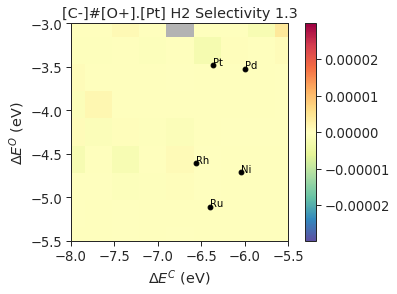 [C-]#[O+].[Pt] H2 Selectivity 1.3
−3.0
−3.5
−4.0
−4.5
−5.0
−5.5
ΔE^O (eV)
Pt
Pd
Rh
Ni
Ru
−8.0 −7.5 −7.0 −6.5 −6.0 −5.5
ΔE^C (eV)
0.00002
0.00001
0.00000
−0.00001
−0.00002